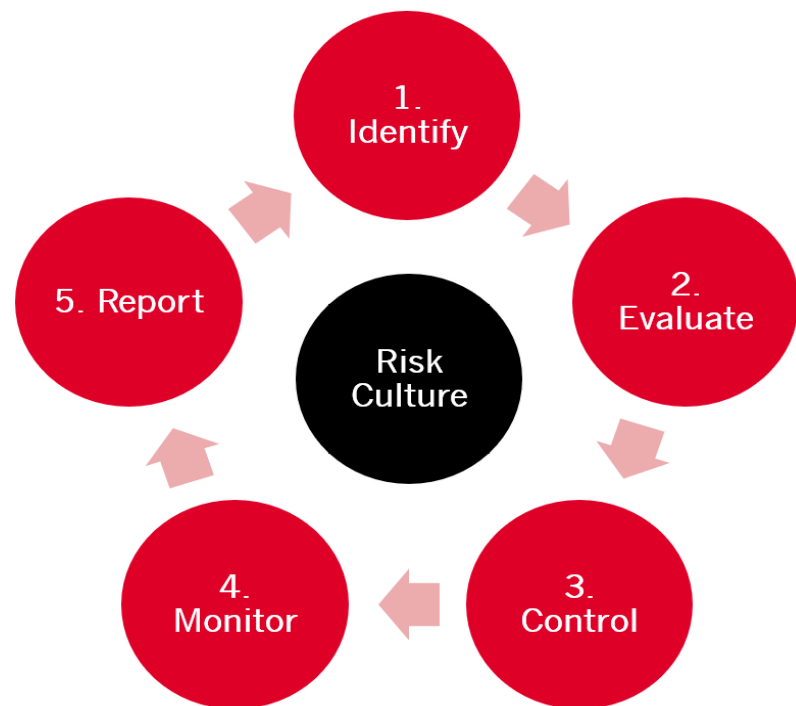 1.
Identify
2.
Evaluate
3.
Control
4.
Monitor
5. Report
Risk
Culture